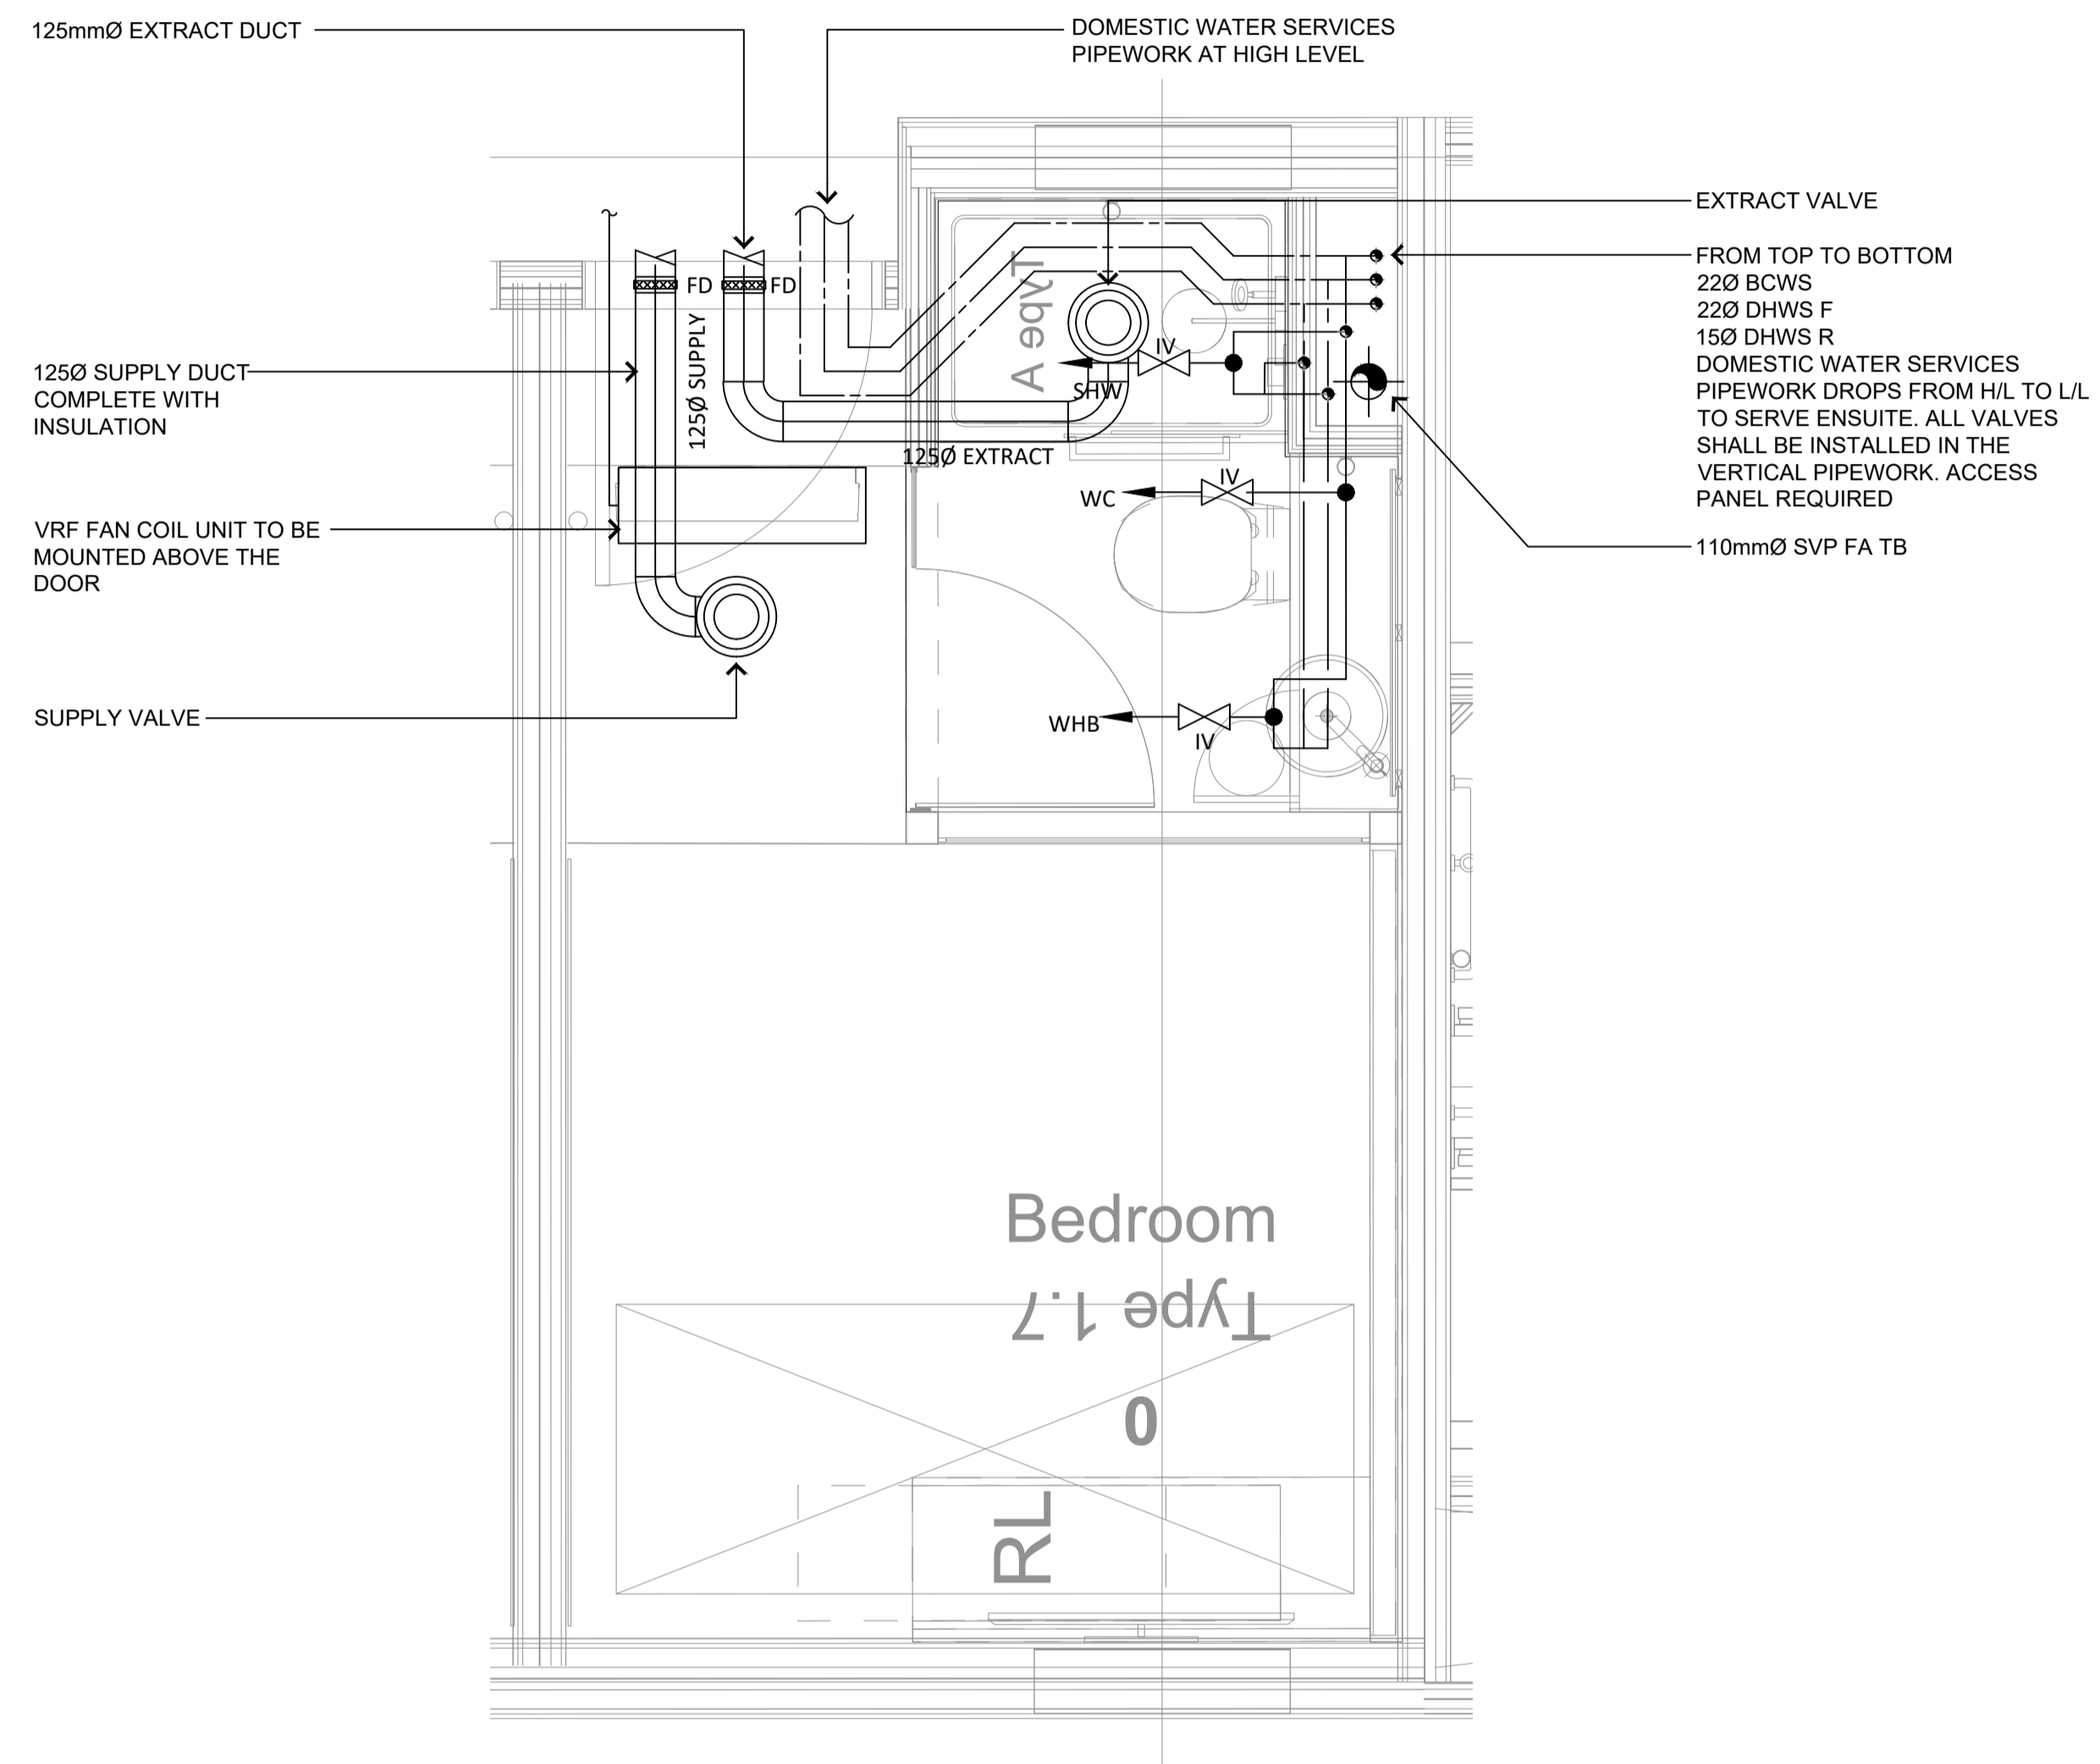 125mmØ EXTRACT DUCT
DOMESTIC WATER SERVICES
PIPEWORK AT HIGH LEVEL
EXTRACT VALVE
FROM TOP TO BOTTOM
22Ø BCWS
22Ø DHWS F
15Ø DHWS R
DOMESTIC WATER SERVICES
PIPEWORK DROPS FROM H/L TO L/L
TO SERVE ENSUITE. ALL VALVES
SHALL BE INSTALLED IN THE
VERTICAL PIPEWORK. ACCESS
PANEL REQUIRED
110mmØ SVP FA TB
125Ø SUPPLY DUCT
COMPLETE WITH
INSULATION
VRF FAN COIL UNIT TO BE
MOUNTED ABOVE THE
DOOR
SUPPLY VALVE
FD
FD
125Ø SUPPLY
Type A
IV
SHW
125Ø EXTRACT
IV
WC
WHB
IV
Bedroom
Type 1.7
0
RL